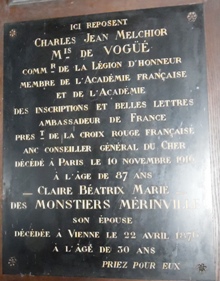 ICI REPOSENT
CHARLES JEAN MELCHIOR
Mis DE VOGÜÉ
COMMR DE LA LÉGION D'HONNEUR
MEMBRE DE L'ACADÉMIE FRANÇAISE
ET DE L'ACADÉMIE
DES INSCRIPTIONS ET BELLES LETTRES
AMBASSADEUR DE FRANCE
PREST DE LA CROIX ROUGE FRANÇAISE
ANC CONSEILLER GÉNÉRAL DU CHER
DÉCÉDÉ À PARIS LE 10 NOVEMBRE 1916
À L'ÂGE DE 87 ANS
— CLAIRE BÉATRIX MARIE
DES MONSTIERS MÉRINVILLE
SON ÉPOUSE
DÉCÉDÉE À VIENNE LE 22 AVRIL
À L'ÂGÉ DE 30 ANS
PRIEZ POUR EUX